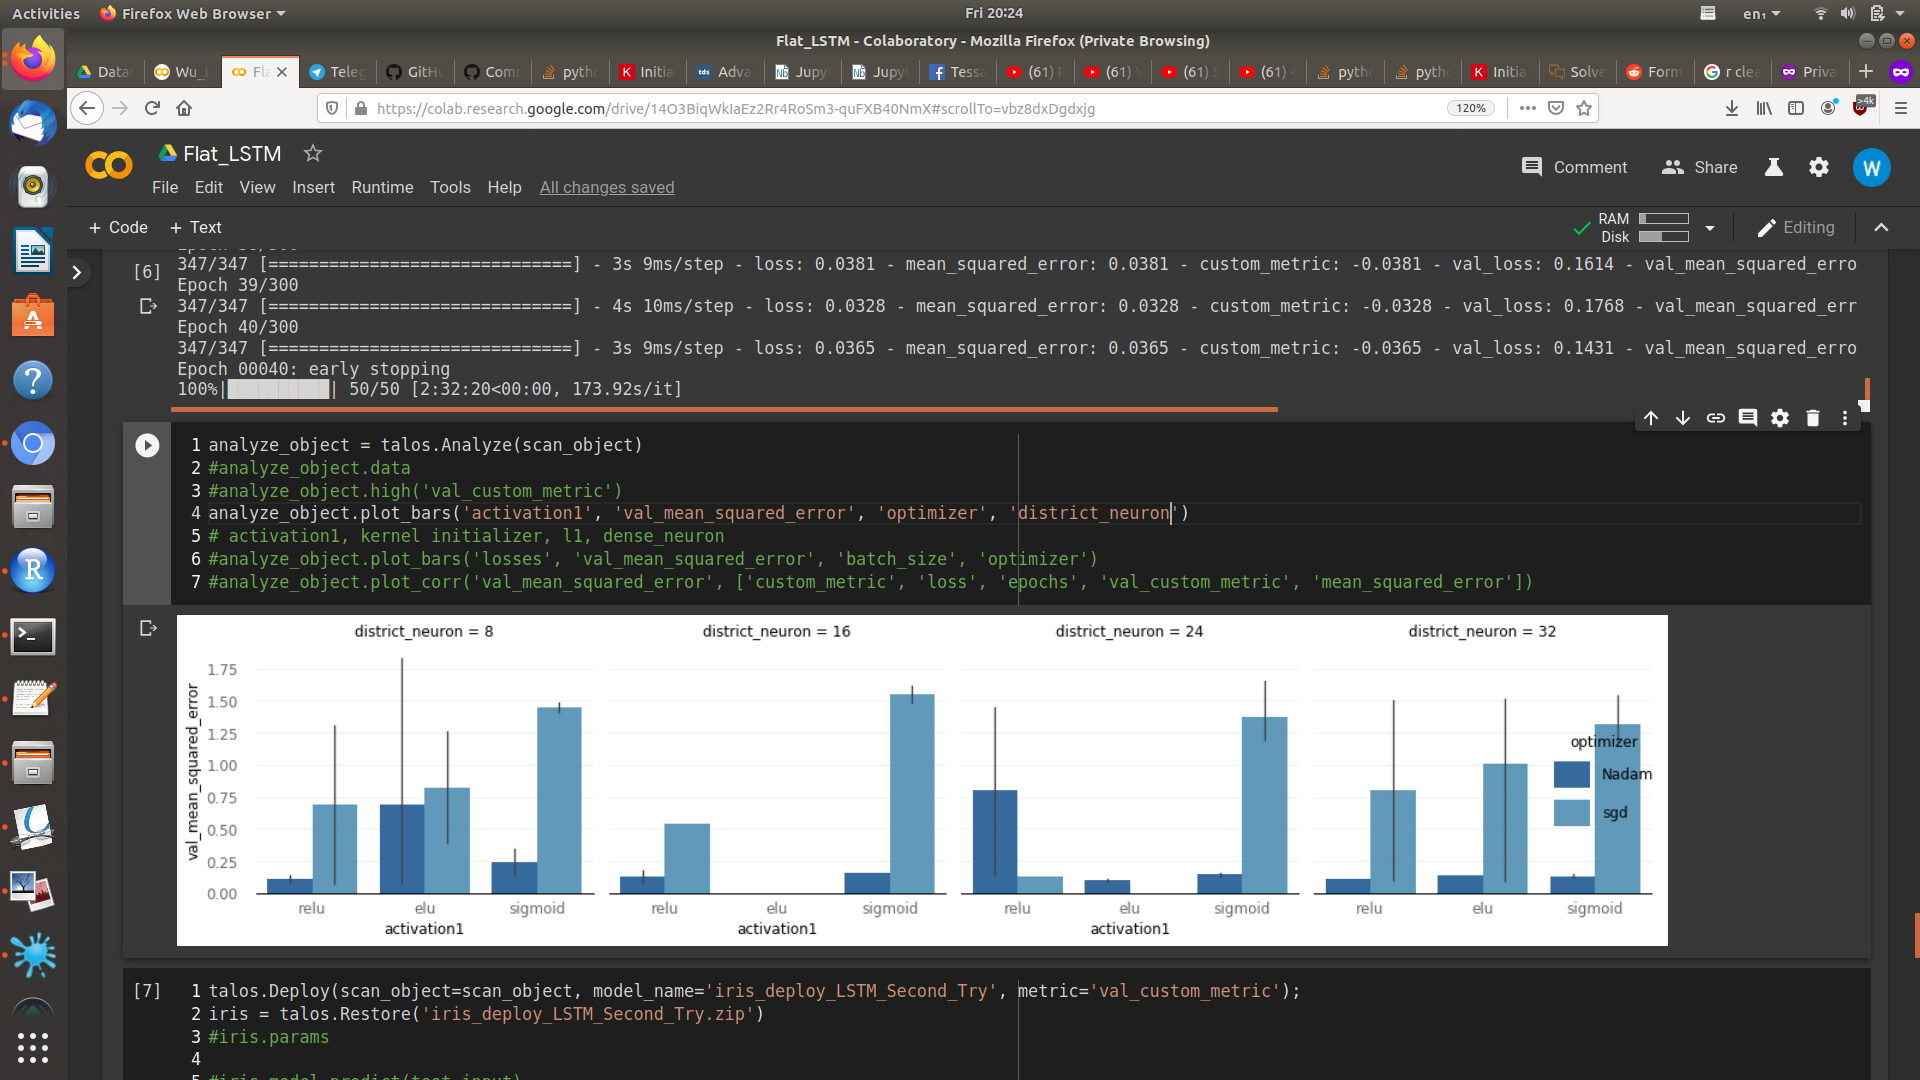 Activities
Firefox Web Browser
Fri 20:24
en₁
Flat_LSTM - Colaboratory - Mozilla Firefox (Private Browsing)
Datal
Wu_L
Fla
Teleg
GitHu
Com
pytho
Initia
Adva
Jupyt
Jupyt
Tessa
(61) F
(61) Y
(61) S
(61) 4
pytho
pytho
Initia
Solve
Form
r clea
Priva
https://colab.research.google.com/drive/14O3BiqWkIaEz2Rr4RoSm3-quFXB40NmX#scrollTo=vbz8dxDgdxjg
120%
>4k
Flat_LSTM
File Edit View Insert Runtime Tools Help All changes saved
Comment
Share
W
+ Code + Text
RAM
Disk
Editing
[6]
347/347 [==============================] - 3s 9ms/step - loss: 0.0381 - mean_squared_error: 0.0381 - custom_metric: -0.0381 - val_loss: 0.1614 - val_mean_squared_erro
Epoch 39/300
347/347 [==============================] - 4s 10ms/step - loss: 0.0328 - mean_squared_error: 0.0328 - custom_metric: -0.0328 - val_loss: 0.1768 - val_mean_squared_err
Epoch 40/300
347/347 [==============================] - 3s 9ms/step - loss: 0.0365 - mean_squared_error: 0.0365 - custom_metric: -0.0365 - val_loss: 0.1431 - val_mean_squared_erro
Epoch 00040: early stopping
100%|██████████| 50/50 [2:32:20<00:00, 173.92s/it]
1 analyze_object = talos.Analyze(scan_object)
2 #analyze_object.data
3 #analyze_object.high('val_custom_metric')
4 analyze_object.plot_bars('activation1', 'val_mean_squared_error', 'optimizer', 'district_neuron')
5 # activation1, kernel initializer, l1, dense_neuron
6 #analyze_object.plot_bars('losses', 'val_mean_squared_error', 'batch_size', 'optimizer')
7 #analyze_object.plot_corr('val_mean_squared_error', ['custom_metric', 'loss', 'epochs', 'val_custom_metric', 'mean_squared_error'])
district_neuron = 8
district_neuron = 16
district_neuron = 24
district_neuron = 32
val_mean_squared_error
1.75
1.50
1.25
1.00
0.75
0.50
0.25
0.00
optimizer
Nadam
sgd
relu elu sigmoid
relu elu sigmoid
relu elu sigmoid
relu elu sigmoid
activation1
activation1
activation1
[7]
1 talos.Deploy(scan_object=scan_object, model_name='iris_deploy_LSTM_Second_Try', metric='val_custom_metric');
2 iris = talos.Restore('iris_deploy_LSTM_Second_Try.zip')
3 #iris.params
4